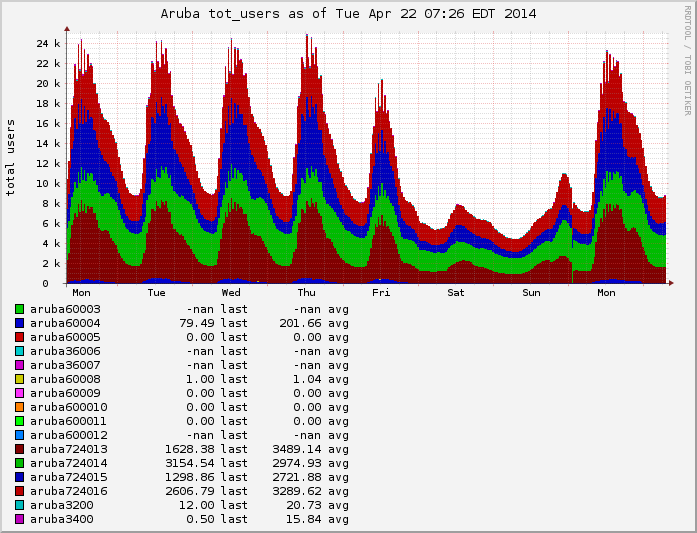 Aruba tot_users as of Tue Apr 22 07:26 EDT 2014
RRDTOOL / TOBI OETIKER
total users
24 k
22 k
20 k
18 k
16 k
14 k
12 k
10 k
8 k
6 k
4 k
2 k
0
Mon Tue Wed Thu Fri Sat Sun Mon
aruba60003 -nan last -nan avg
aruba60004 79.49 last 201.66 avg
aruba60005 0.00 last 0.00 avg
aruba36006 -nan last -nan avg
aruba36007 -nan last -nan avg
aruba60008 1.00 last 1.04 avg
aruba60009 0.00 last 0.00 avg
aruba600010 0.00 last 0.00 avg
aruba600011 0.00 last 0.00 avg
aruba600012 -nan last -nan avg
aruba724013 1628.38 last 3489.14 avg
aruba724014 3154.54 last 2974.93 avg
aruba724015 1298.86 last 2721.88 avg
aruba724016 2606.79 last 3289.62 avg
aruba3200 12.00 last 20.73 avg
aruba3400 0.50 last 15.84 avg